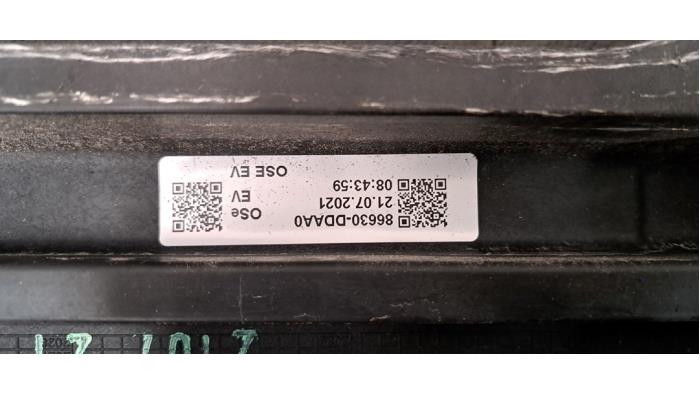 86630-DDAA0
21.07.2021
08:43:59
OSe
EV
OSE EV